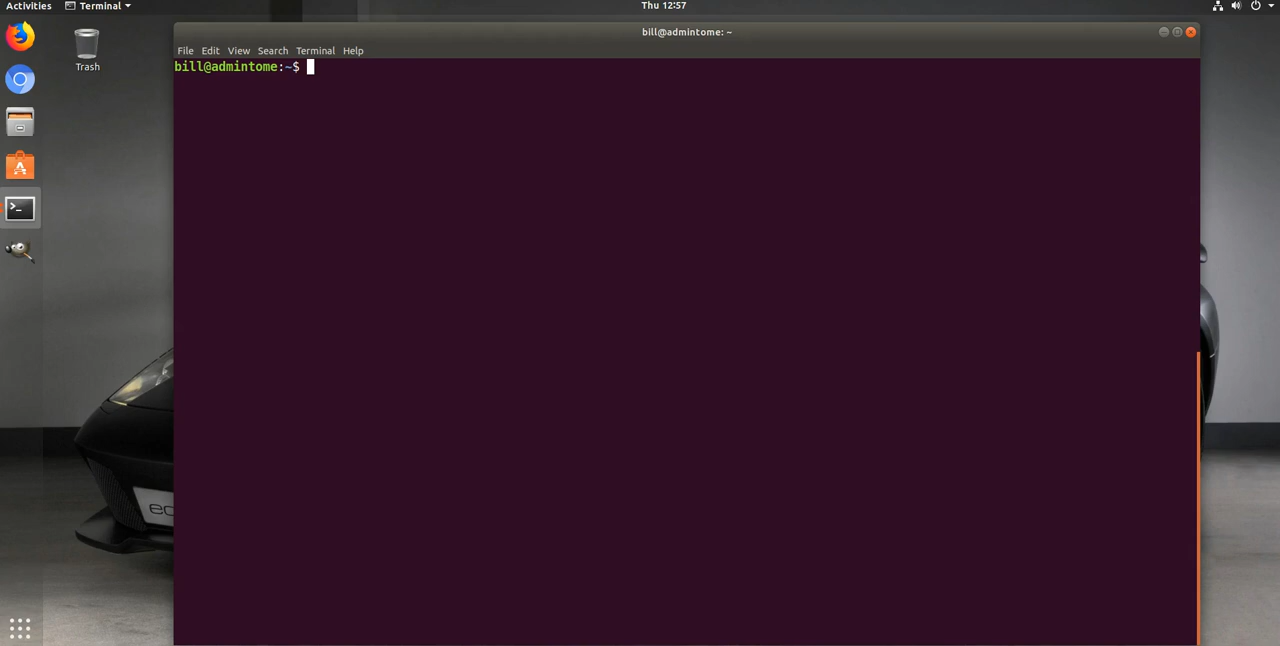 Activities Terminal Thu 12:57
Trash
bill@admintome: ~
File Edit View Search Terminal Help
bill@admintome:~$